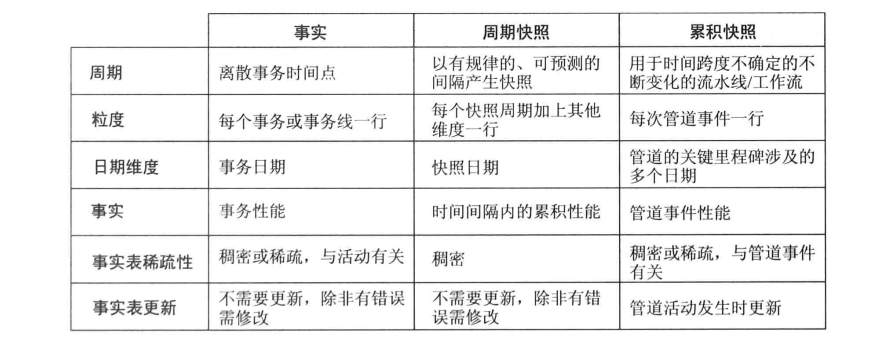 事实 周期快照 累积快照
周期 离散事务时间点 以有规律的、可预测的间隔产生快照 用于时间跨度不确定的不断变化的流水线/工作流
粒度 每个事务或事务线一行 每个快照周期加上其他维度一行 每次管道事件一行
日期维度 事务日期 快照日期 管道的关键里程碑涉及的多个日期
事实 事务性能 时间间隔内的累积性能 管道事件性能
事实表稀疏性 稠密或稀疏，与活动有关 稠密 稠密或稀疏，与管道事件有关
事实表更新 不需要更新，除非有错误需修改 不需要更新，除非有错误需修改 管道活动发生时更新